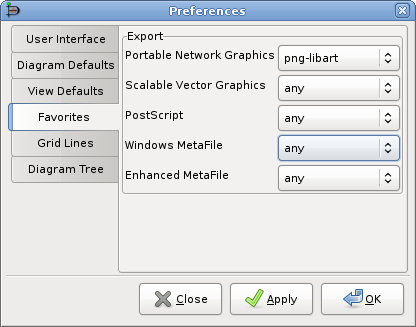 Preferences
User Interface
Diagram Defaults
View Defaults
Favorites
Grid Lines
Diagram Tree
Export
Portable Network Graphics png-libart
Scalable Vector Graphics any
PostScript any
Windows MetaFile any
Enhanced MetaFile any
Close Apply OK